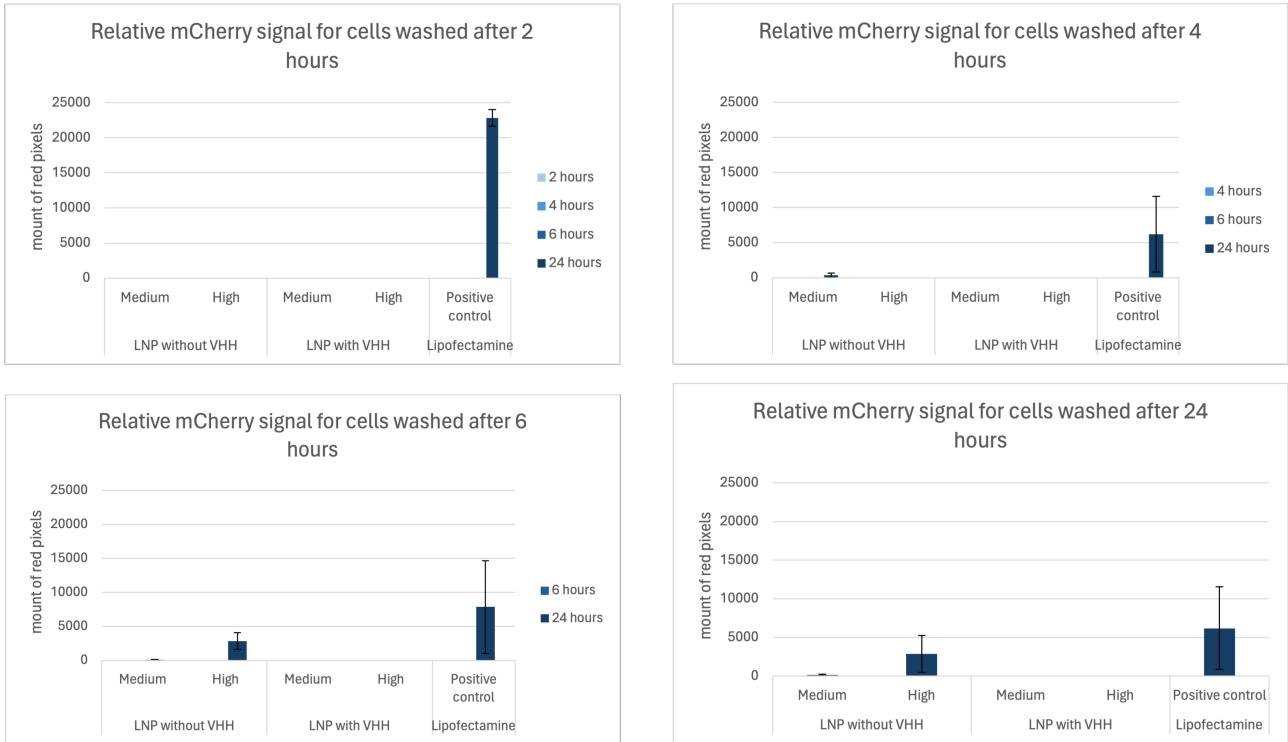 Relative mCherry signal for cells washed after 2
hours
mount of red pixels
25000
20000
15000
10000
5000
0
Medium High Medium High Positive
control
LNP without VHH LNP with VHH Lipofectamine
2 hours
4 hours
6 hours
24 hours
Relative mCherry signal for cells washed after 4
hours
mount of red pixels
25000
20000
15000
10000
5000
0
Medium High Medium High Positive
control
LNP without VHH LNP with VHH Lipofectamine
4 hours
6 hours
24 hours
Relative mCherry signal for cells washed after 6
hours
mount of red pixels
25000
20000
15000
10000
5000
0
Medium High Medium High Positive
control
LNP without VHH LNP with VHH Lipofectamine
6 hours
24 hours
Relative mCherry signal for cells washed after 24
hours
mount of red pixels
25000
20000
15000
10000
5000
0
Medium High Medium High Positive control
LNP without VHH LNP with VHH Lipofectamine